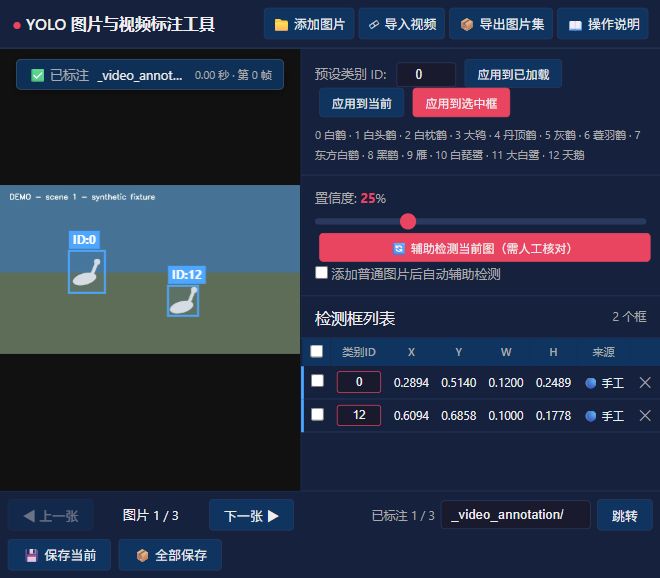 YOLO 图片与视频标注工具
添加图片
导入视频
导出图片集
操作说明
已标注 _video_annot... 0.00 秒 · 第 0 帧
DEMO — scene 1 — synthetic fixture
ID:0
ID:12
预设类别 ID: 0 应用到已加载
应用到当前 应用到选中框
0 白鹤 · 1 白头鹤 · 2 白枕鹤 · 3 大鸨 · 4 丹顶鹤 · 5 灰鹤 · 6 蓑羽鹤 · 7
东方白鹳 · 8 黑鹳 · 9 雁 · 10 白琵鹭 · 11 大白鹭 · 12 天鹅
置信度: 25%
辅助检测当前图（需人工核对）
添加普通图片后自动辅助检测
检测框列表 2 个框
类别ID X Y W H 来源
0 0.2894 0.5140 0.1200 0.2489 手工
12 0.6094 0.6858 0.1000 0.1778 手工
上一张 图片 1 / 3 下一张 已标注 1 / 3 _video_annotation/ 跳转
保存当前 全部保存